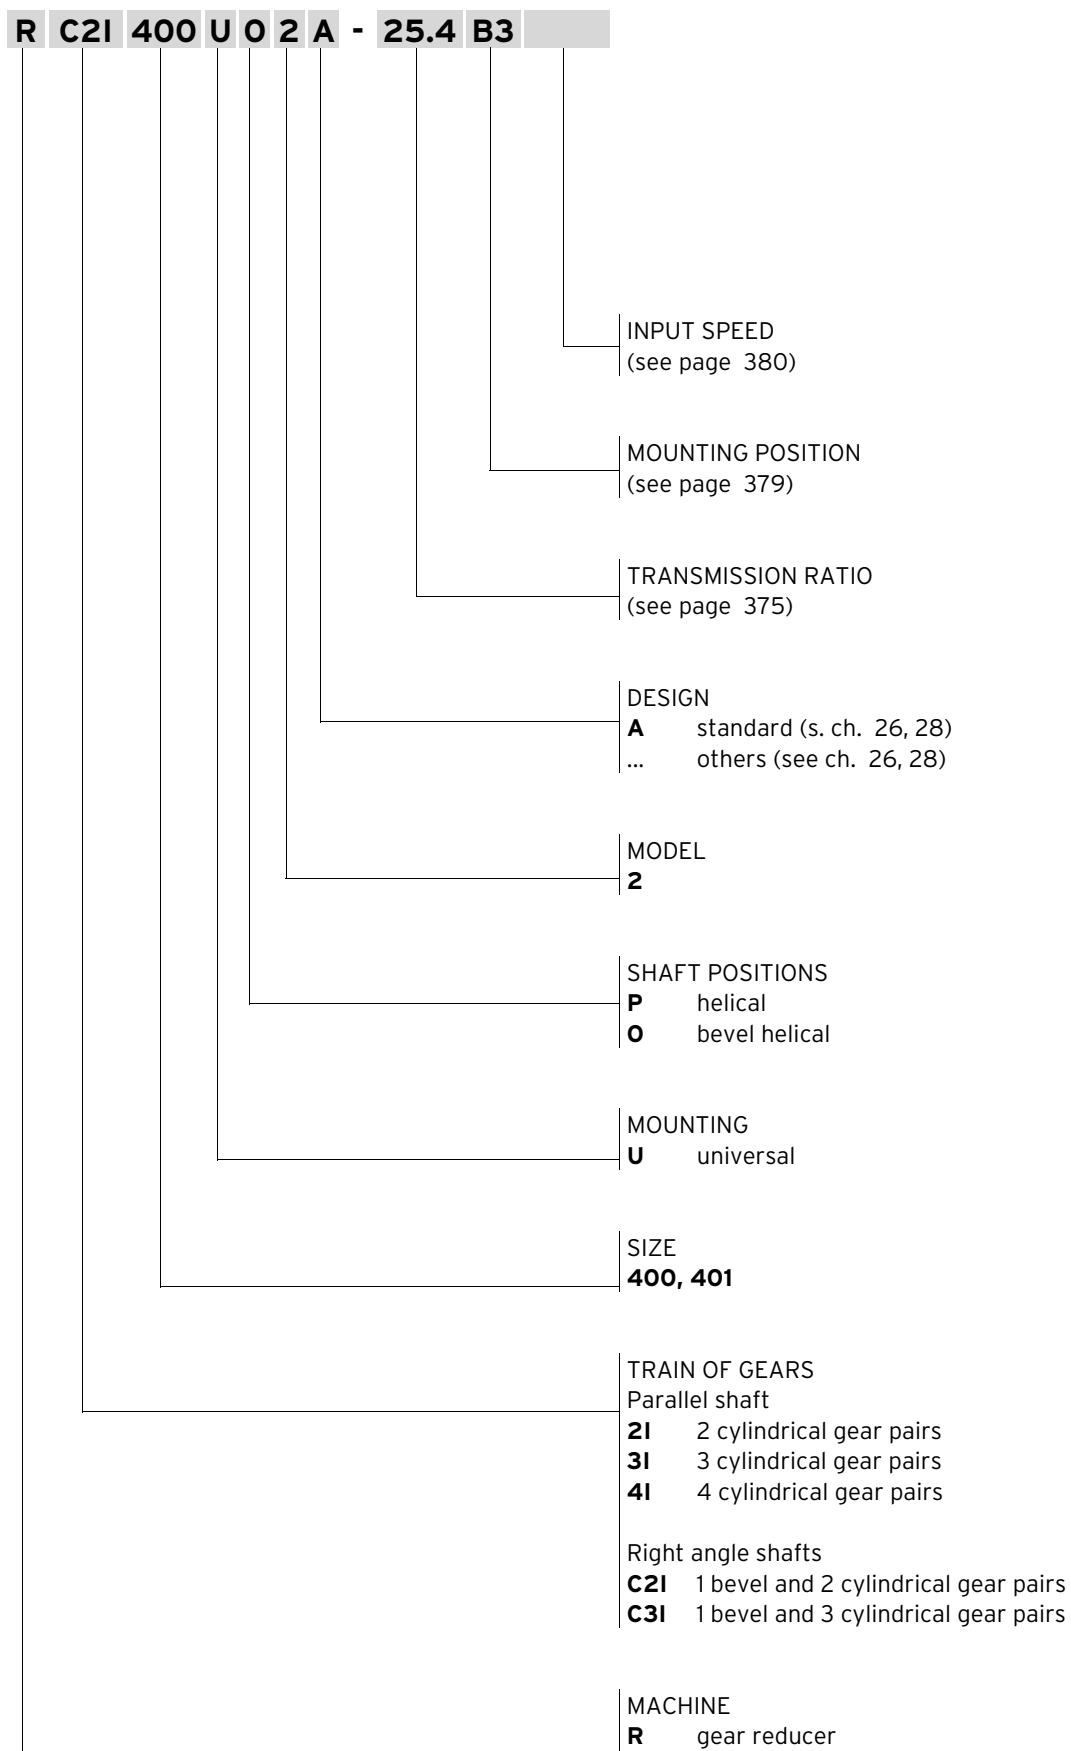 R C2I 400 U O 2 A - 25.4 B3
INPUT SPEED
(see page 380)
MOUNTING POSITION
(see page 379)
TRANSMISSION RATIO
(see page 375)
DESIGN
A standard (s. ch. 26, 28)
... others (see ch. 26, 28)
MODEL
2
SHAFT POSITIONS
P helical
O bevel helical
MOUNTING
U universal
SIZE
400, 401
TRAIN OF GEARS
Parallel shaft
2I 2 cylindrical gear pairs
3I 3 cylindrical gear pairs
4I 4 cylindrical gear pairs
Right angle shafts
C2I 1 bevel and 2 cylindrical gear pairs
C3I 1 bevel and 3 cylindrical gear pairs
MACHINE
R gear reducer